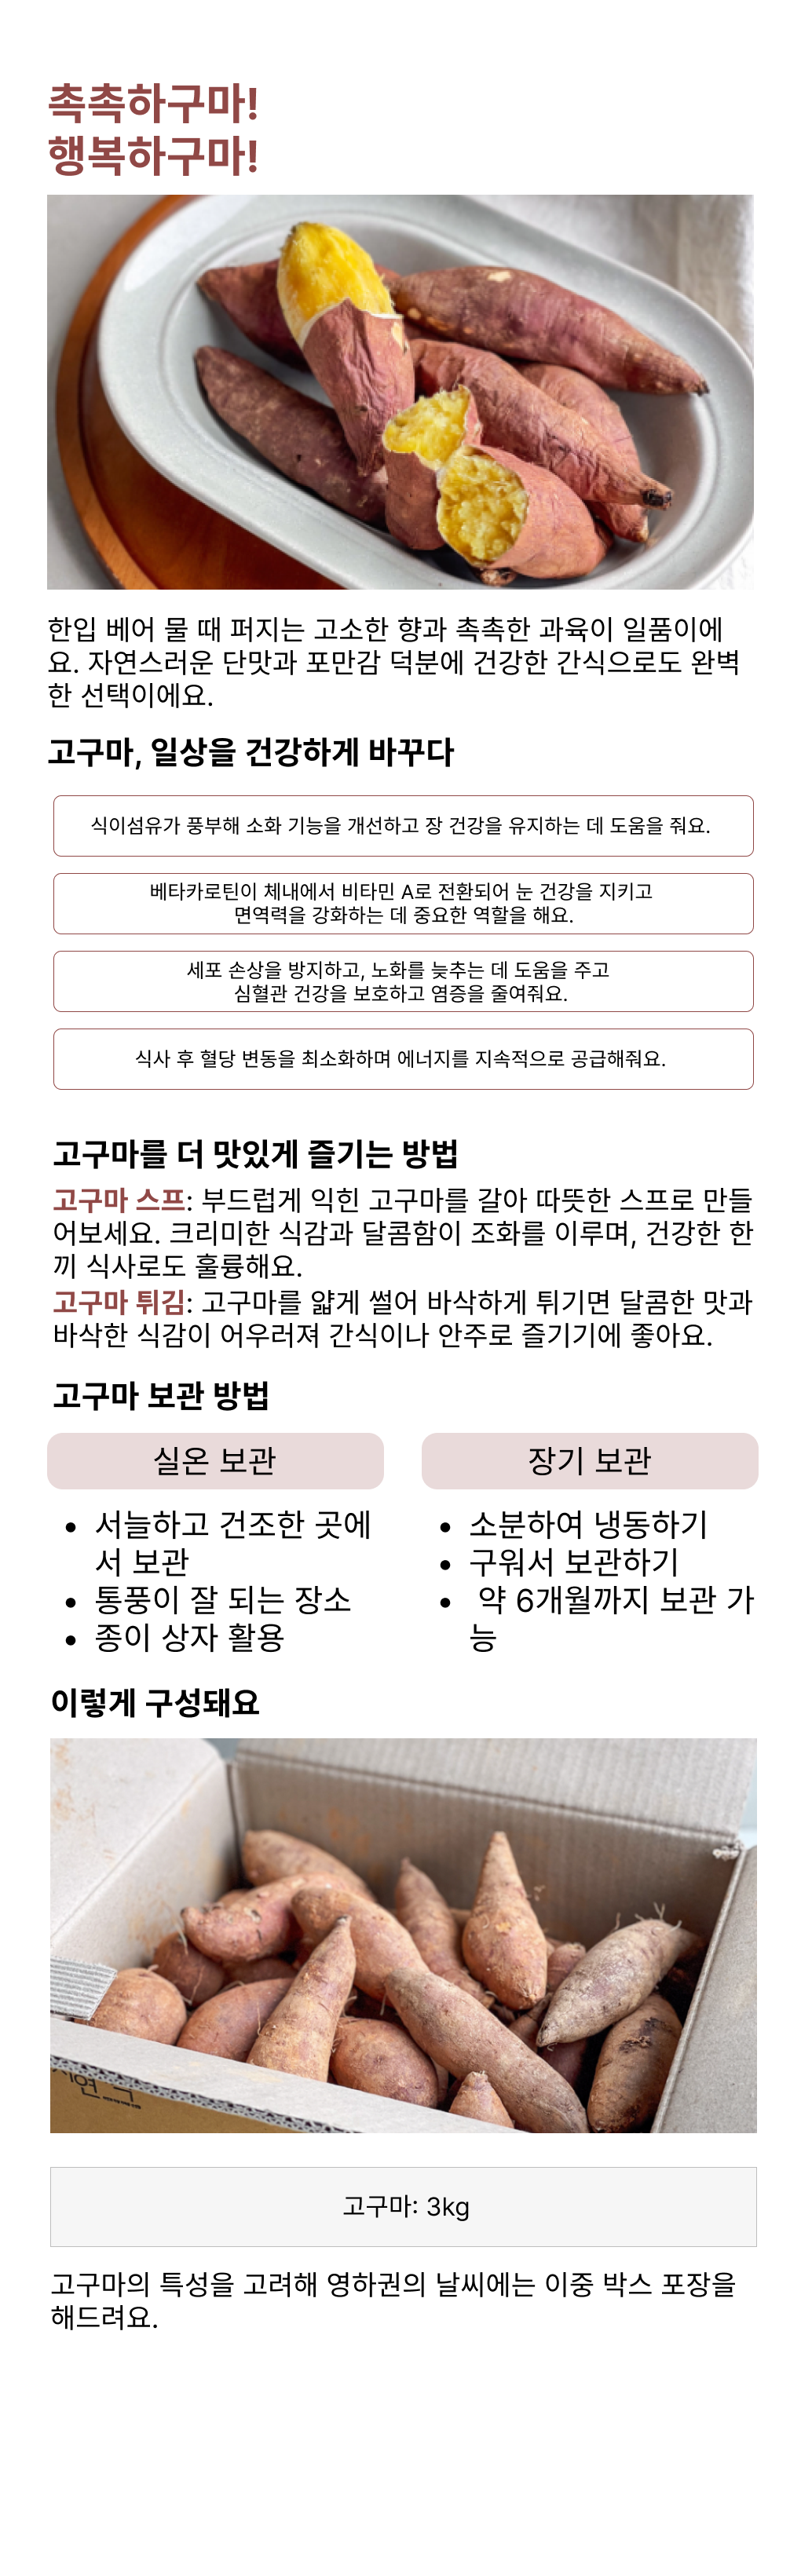 촉촉하구마!
행복하구마!
한입 베어 물 때 퍼지는 고소한 향과 촉촉한 과육이 일품이에
요. 자연스러운 단맛과 포만감 덕분에 건강한 간식으로도 완벽
한 선택이에요.
고구마, 일상을 건강하게 바꾸다
식이섬유가 풍부해 소화 기능을 개선하고 장 건강을 유지하는 데 도움을 줘요.
베타카로틴이 체내에서 비타민 A로 전환되어 눈 건강을 지키고
면역력을 강화하는 데 중요한 역할을 해요.
세포 손상을 방지하고, 노화를 늦추는 데 도움을 주고
심혈관 건강을 보호하고 염증을 줄여줘요.
식사 후 혈당 변동을 최소화하며 에너지를 지속적으로 공급해줘요.
고구마를 더 맛있게 즐기는 방법
고구마 스프: 부드럽게 익힌 고구마를 갈아 따뜻한 스프로 만들
어보세요. 크리미한 식감과 달콤함이 조화를 이루며, 건강한 한
끼 식사로도 훌륭해요.
고구마 튀김: 고구마를 얇게 썰어 바삭하게 튀기면 달콤한 맛과
바삭한 식감이 어우러져 간식이나 안주로 즐기기에 좋아요.
고구마 보관 방법
실온 보관
• 서늘하고 건조한 곳에
서 보관
• 통풍이 잘 되는 장소
• 종이 상자 활용
장기 보관
• 소분하여 냉동하기
• 구워서 보관하기
• 약 6개월까지 보관 가
능
이렇게 구성돼요
고구마: 3kg
고구마의 특성을 고려해 영하권의 날씨에는 이중 박스 포장을
해드려요.